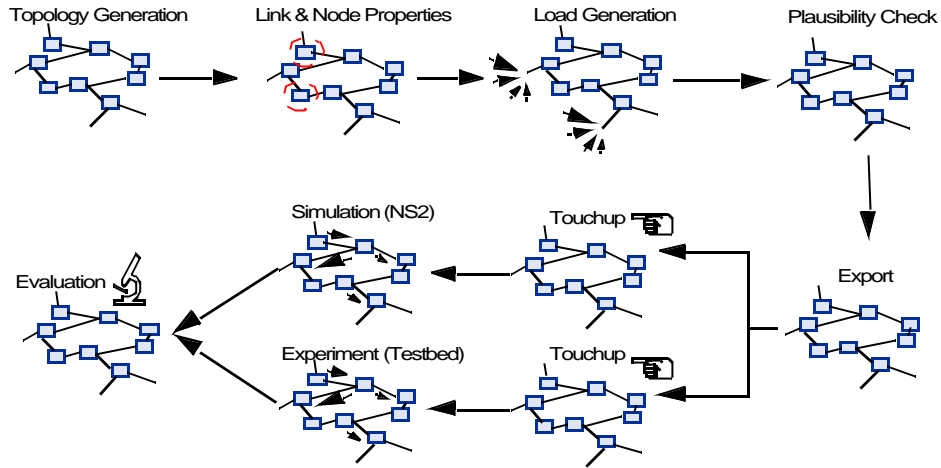 Topology Generation
Link & Node Properties
Load Generation
Plausibility Check
Simulation (NS2)
Touchup
Evaluation
Export
Experiment (Testbed)
Touchup